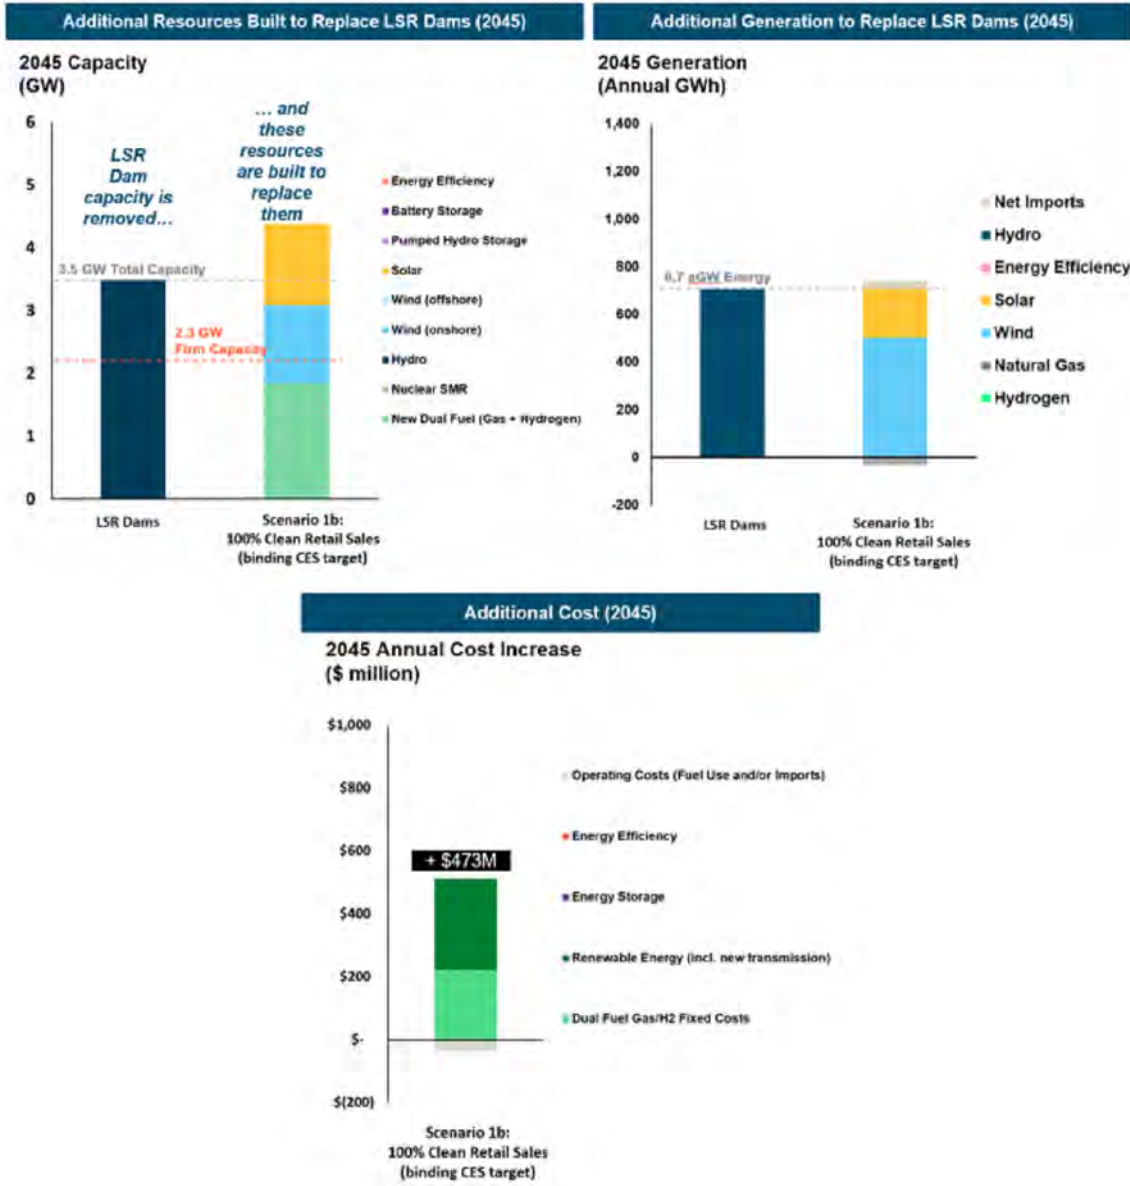 Additional Resources Built to Replace LSR Dams (2045)
2045 Capacity
(GW)
6
5
4
3
2
1
0
LSR
Dam
capacity is
removed...
... and
these
resources
are built to
replace
them
3.5 GW Total Capacity
2.3 GW
Firm Capacity
LSR Dams
Scenario 1b:
100% Clean Retail Sales
(binding CES target)
Energy Efficiency
Battery Storage
Pumped Hydro Storage
Solar
Wind (offshore)
Wind (onshore)
Hydro
Nuclear SMR
New Dual Fuel (Gas + Hydrogen)
Additional Generation to Replace LSR Dams (2045)
2045 Generation
(Annual GWh)
1,400
1,200
1,000
800
600
400
200
0
-200
0.7 aGW Energy
LSR Dams
Scenario 1b:
100% Clean Retail Sales
(binding CES target)
Net Imports
Hydro
Energy Efficiency
Solar
Wind
Natural Gas
Hydrogen
Additional Cost (2045)
2045 Annual Cost Increase
($ million)
$1,000
$800
$600
$400
$200
$-
$(200)
+ $473M
Scenario 1b:
100% Clean Retail Sales
(binding CES target)
Operating Costs (Fuel Use and/or Imports)
Energy Efficiency
Energy Storage
Renewable Energy (incl. new transmission)
Dual Fuel Gas/H2 Fixed Costs